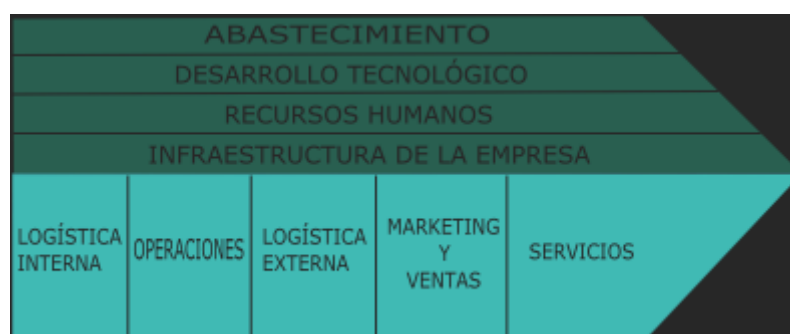 ABASTECIMIENTO
DESARROLLO TECNOLÓGICO
RECURSOS HUMANOS
INFRAESTRUCTURA DE LA EMPRESA
LOGÍSTICA
INTERNA
OPERACIONES
LOGÍSTICA
EXTERNA
MARKETING
Y
VENTAS
SERVICIOS